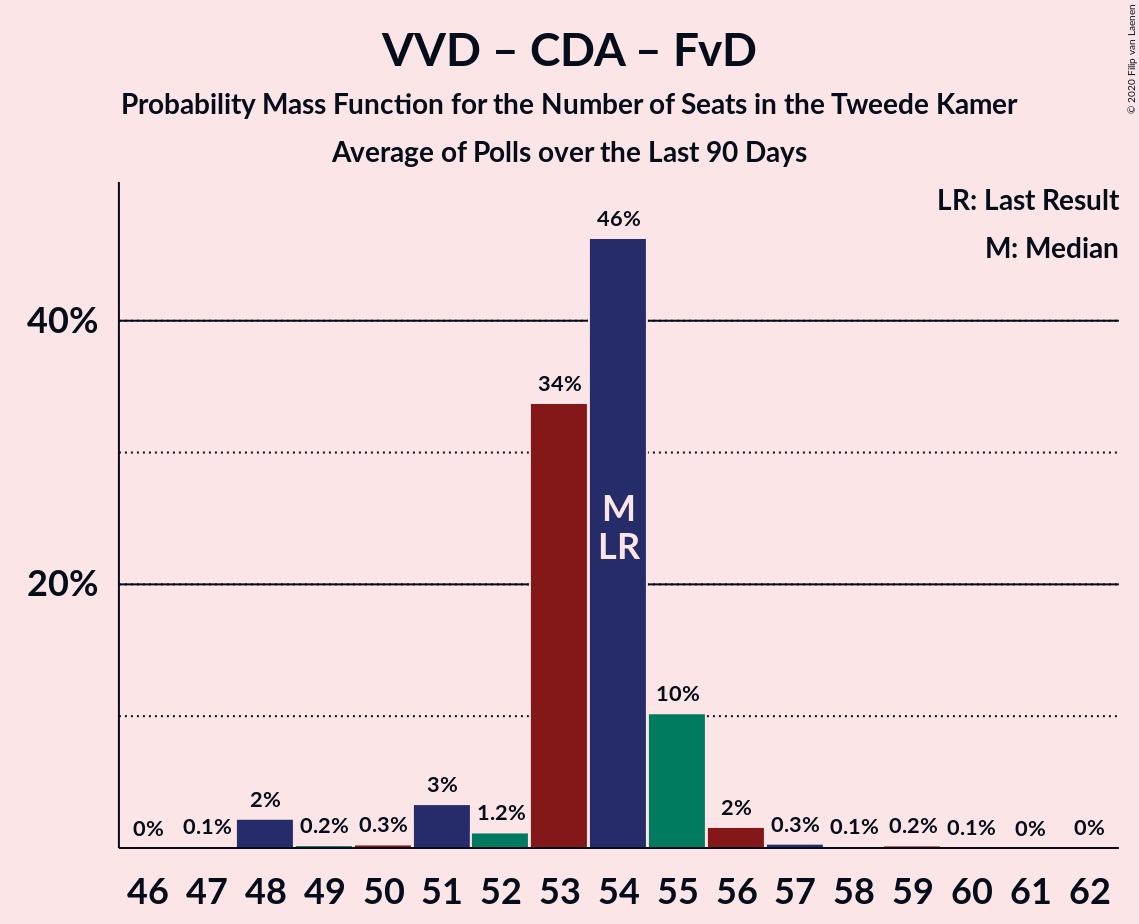 VVD – CDA – FvD
Probability Mass Function for the Number of Seats in the Tweede Kamer
Average of Polls over the Last 90 Days
© 2020 Filip van Laenen
LR: Last Result
M: Median
46%
40%
34%
M
LR
20%
10%
3%
2%
2%
1.2%
0% 0.1% 0.2% 0.3% 0.3% 0.1% 0.2% 0.1% 0% 0%
46 47 48 49 50 51 52 53 54 55 56 57 58 59 60 61 62